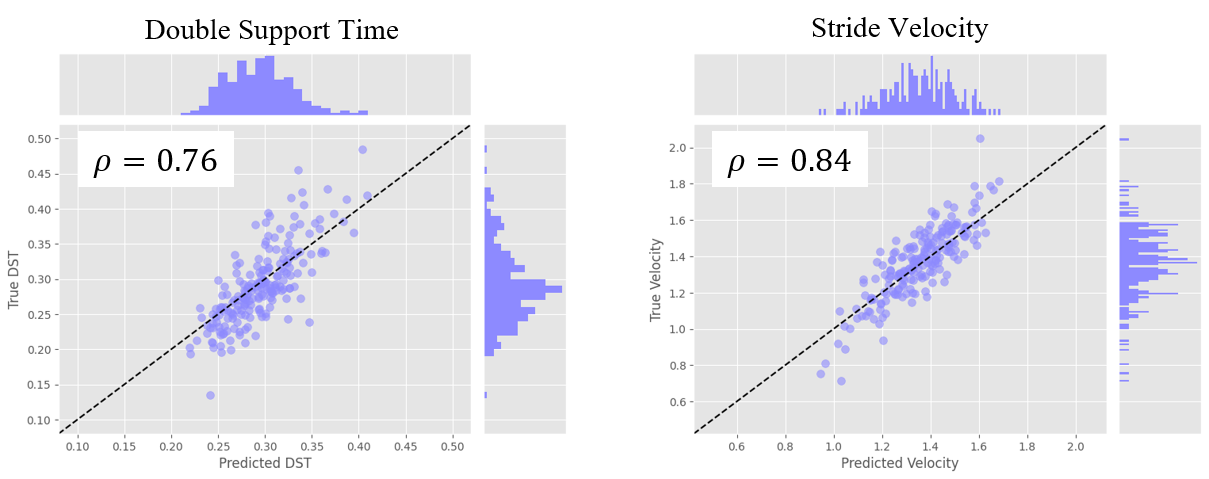 Double Support Time
ρ = 0.76
True DST
0.50
0.45
0.40
0.35
0.30
0.25
0.20
0.15
0.10
0.10 0.15 0.20 0.25 0.30 0.35 0.40 0.45 0.50
Predicted DST
Stride Velocity
ρ = 0.84
True Velocity
2.0
1.8
1.6
1.4
1.2
1.0
0.8
0.6
0.6 0.8 1.0 1.2 1.4 1.6 1.8 2.0
Predicted Velocity